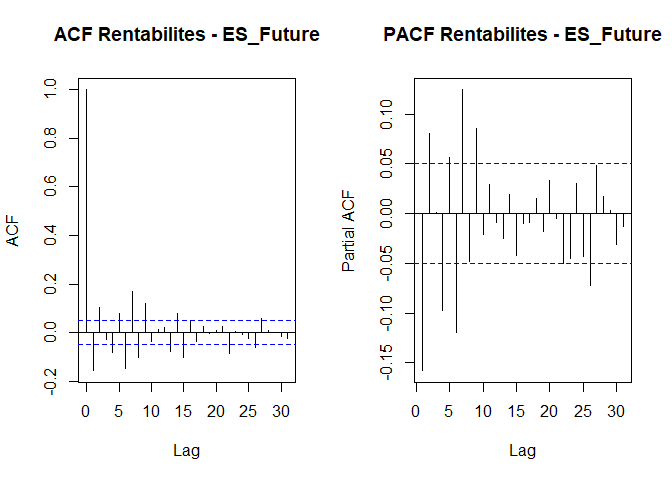 ACF Rentabilites - ES_Future
ACF
1.0
0.8
0.6
0.4
0.2
0.0
-0.2
0 5 10 15 20 25 30
Lag
PACF Rentabilites - ES_Future
Partial ACF
0.10
0.05
0.00
-0.05
-0.10
-0.15
0 5 10 15 20 25 30
Lag